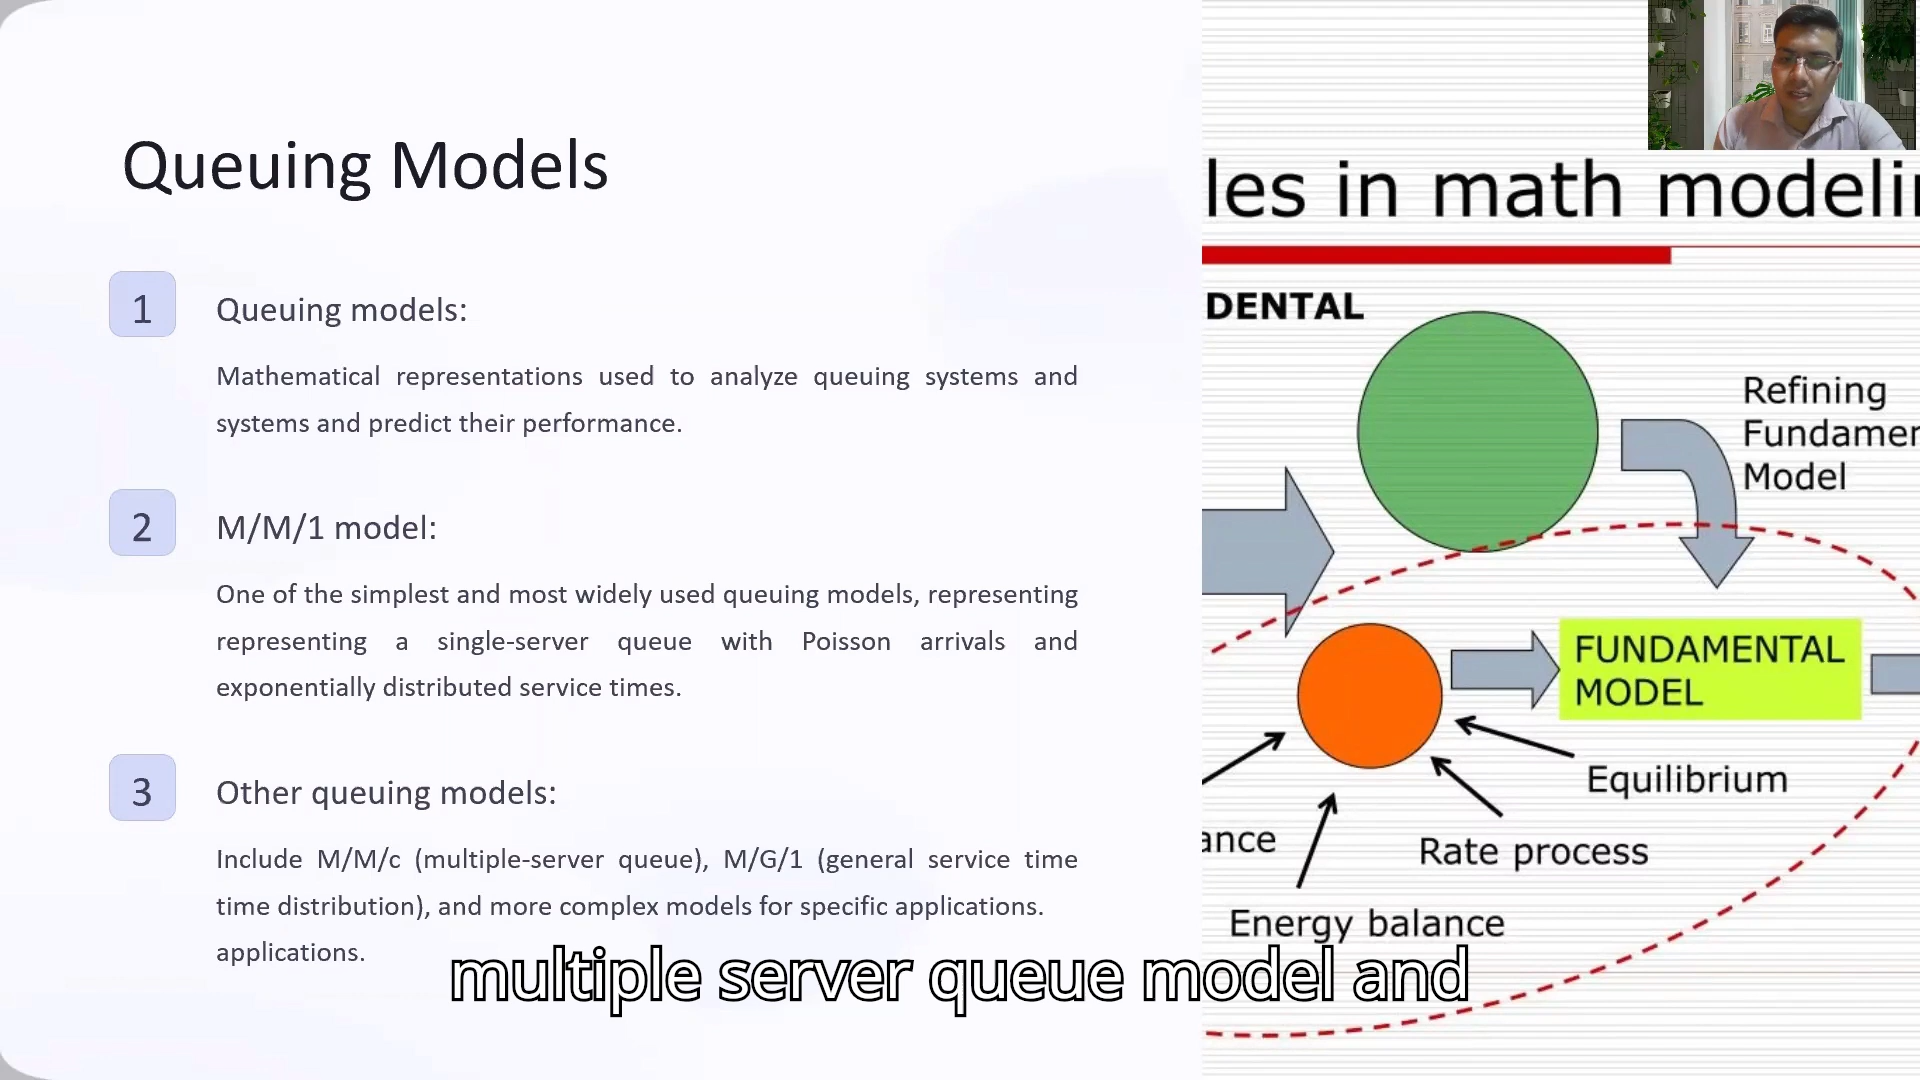 Queuing Models
1
Queuing models:
Mathematical representations used to analyze queuing systems and
systems and predict their performance.
2
M/M/1 model:
One of the simplest and most widely used queuing models, representing
representing a single-server queue with Poisson arrivals and
exponentially distributed service times.
3
Other queuing models:
Include M/M/c (multiple-server queue), M/G/1 (general service time
time distribution), and more complex models for specific applications.
applications.
les in math modelin
DENTAL
Refining
Fundamen
Model
FUNDAMENTAL
MODEL
Equilibrium
Rate process
ance
Energy balance
multiple server queue model and